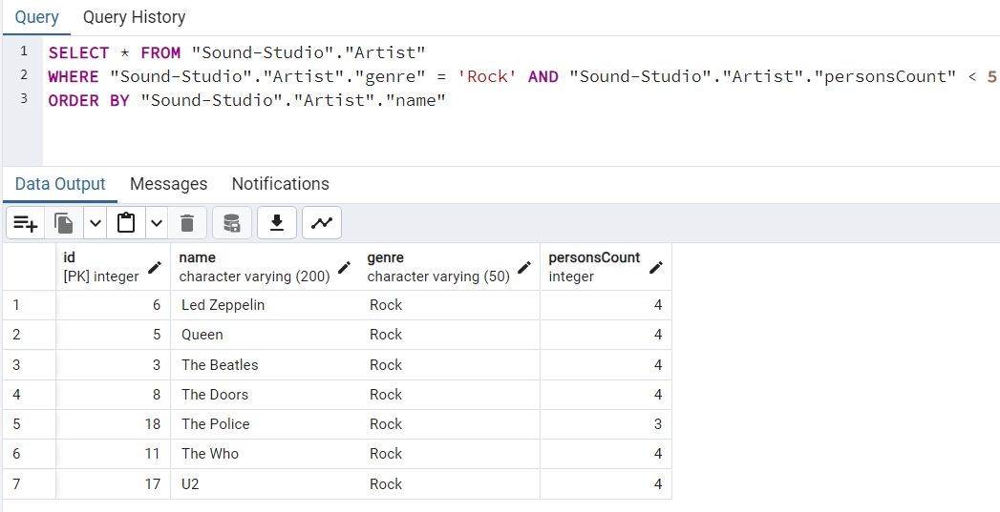 Query Query History
1 SELECT * FROM "Sound-Studio"."Artist"
2 WHERE "Sound-Studio"."Artist"."genre" = 'Rock' AND "Sound-Studio"."Artist"."personsCount" < 5
3 ORDER BY "Sound-Studio"."Artist"."name"
Data Output Messages Notifications
id name genre personsCount
[PK] integer character varying (200) character varying (50) integer
1 6 Led Zeppelin Rock 4
2 5 Queen Rock 4
3 3 The Beatles Rock 4
4 8 The Doors Rock 4
5 18 The Police Rock 3
6 11 The Who Rock 4
7 17 U2 Rock 4